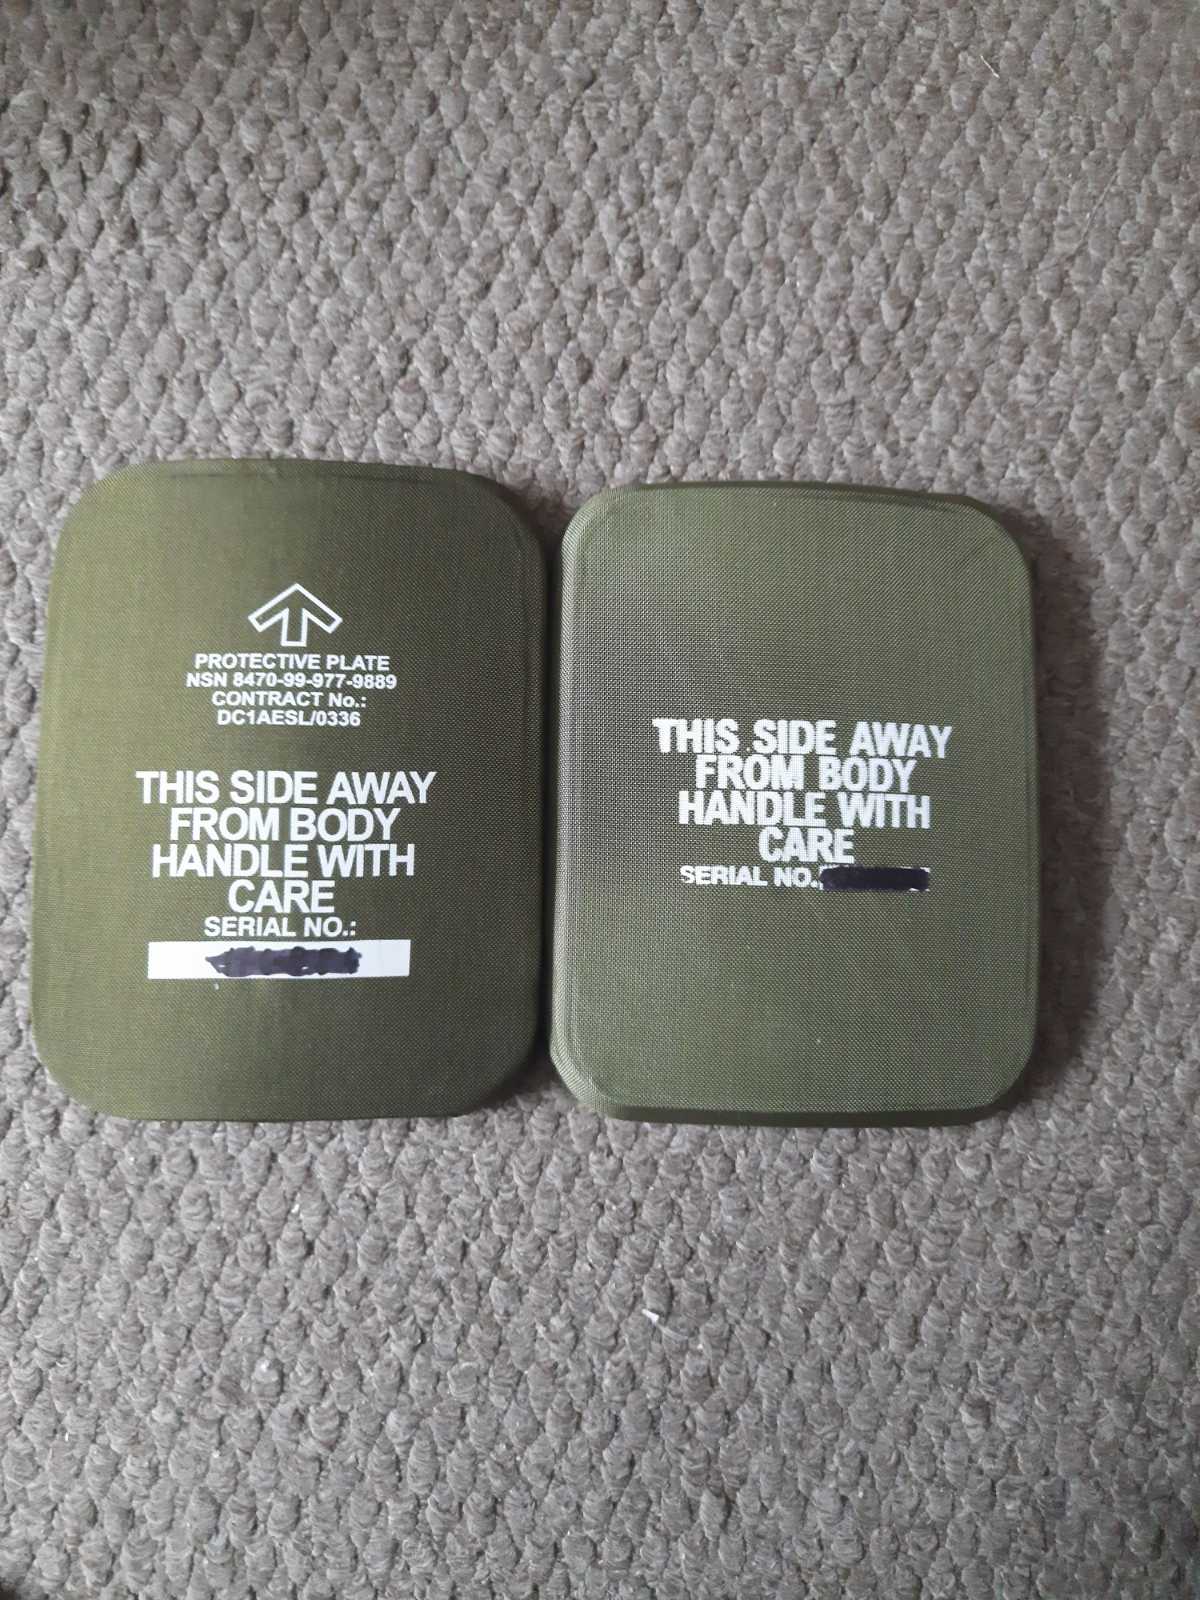 PROTECTIVE PLATE
NSN 8470-99-977-9889
CONTRACT No.:
DC1AESL/0336
THIS SIDE AWAY
FROM BODY
HANDLE WITH
CARE
SERIAL NO.:
THIS SIDE AWAY
FROM BODY
HANDLE WITH
CARE
SERIAL NO.